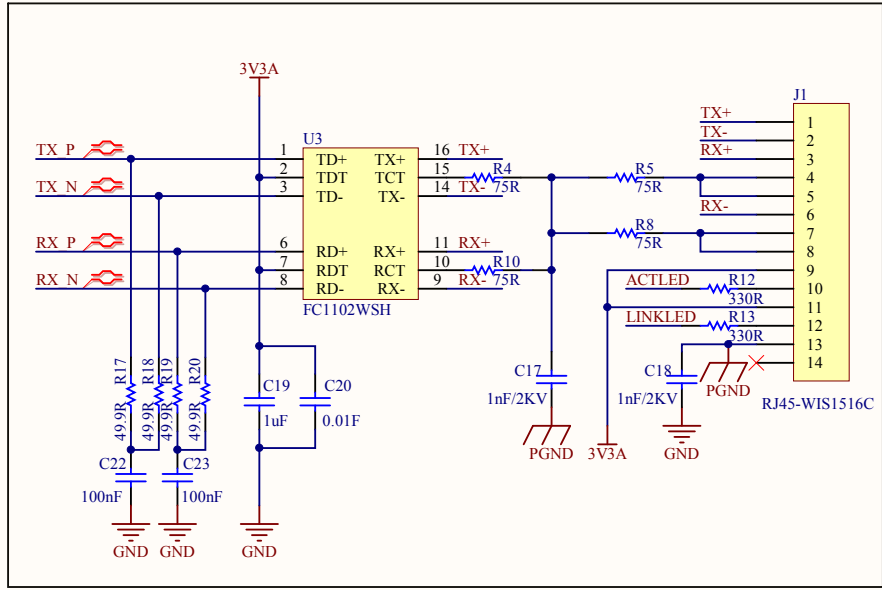 3V3A
J1
U3
TX+ 1
TX- 2
RX+ 3
4
5
RX- 6
7
8
9
ACTLED R12 10
330R 11
LINKLED R13 12
330R 13
14
RJ45-WIS1516C
TX_P 1 TD+ TX+ 16 TX+
2 TDT TCT 15 R4
TX_N 3 TD- TX- 14 TX- 75R
RX_P 6 RD+ RX+ 11 RX+
7 RDT RCT 10 R10
RX_N 8 RD- RX- 9 RX- 75R
FC1102WSH
R5
75R
R8
75R
R17 R18 R19 R20
49.9R 49.9R 49.9R 49.9R
C19 C20
1uF 0.01F
C17 C18
1nF/2KV 1nF/2KV
PGND
PGND 3V3A GND
C22 C23
100nF 100nF
GND GND GND